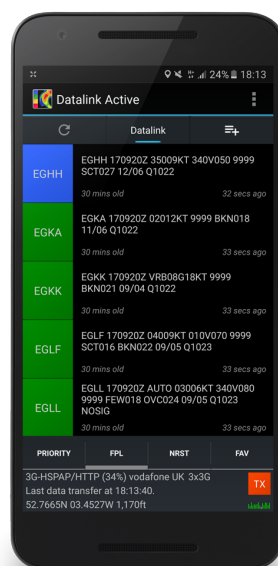 24% 18:13
Datalink Active
Datalink
EGHH
EGHH 170920Z 35009KT 340V050 9999
SCT027 12/06 Q1022
30 mins old 32 secs ago
EGKA
EGKA 170920Z 02012KT 9999 BKN018
11/06 Q1022
30 mins old 33 secs ago
EGKK
EGKK 170920Z VRB08G18KT 9999
BKN021 09/04 Q1022
30 mins old 33 secs ago
EGLF
EGLF 170920Z 04009KT 010V070 9999
SCT016 BKN022 09/05 Q1023
30 mins old 33 secs ago
EGLL
EGLL 170920Z AUTO 03006KT 340V080
9999 FEW018 OVC024 09/05 Q1023
NOSIG
30 mins old 33 secs ago
PRIORITY FPL NRST FAV
3G-HSPAP/HTTP (34%) vodafone UK 3x3G
Last data transfer at 18:13:40.
52.7665N 03.4527W 1,170ft
TX